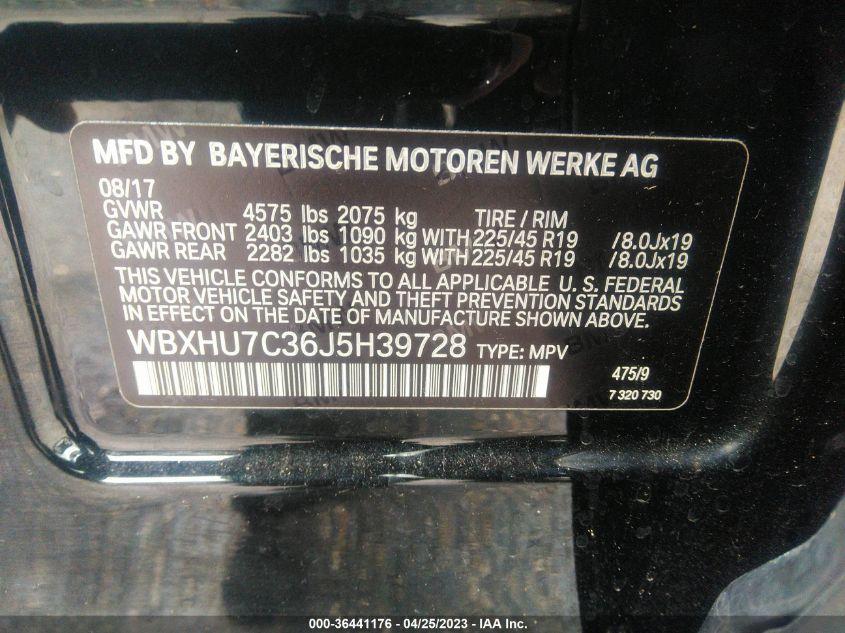 MFD BY BAYERISCHE MOTOREN WERKE AG
08/17
GVWR 4575 lbs 2075 kg TIRE / RIM
GAWR FRONT 2403 lbs 1090 kg WITH 225/45 R19 /8.0Jx19
GAWR REAR 2282 lbs 1035 kg WITH 225/45 R19 /8.0Jx19
THIS VEHICLE CONFORMS TO ALL APPLICABLE U. S. FEDERAL
MOTOR VEHICLE SAFETY AND THEFT PREVENTION STANDARDS
IN EFFECT ON THE DATE OF MANUFACTURE SHOWN ABOVE.
WBXHU7C36J5H39728 TYPE: MPV
475/9
7 320 730
000-36441176 - 04/25/2023 - IAA Inc.